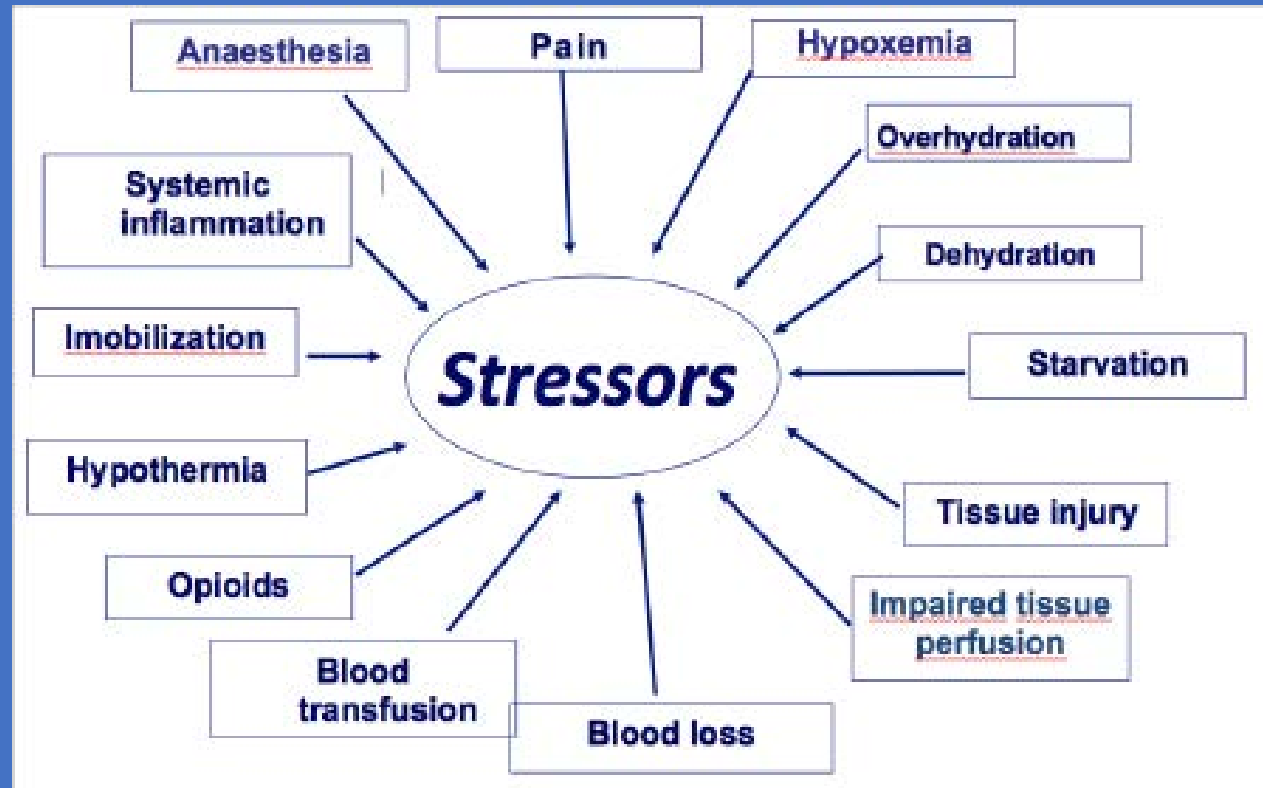 Anaesthesia
Pain
Hypoxemia
Overhydration
Systemic
inflammation
Dehydration
Imobilization
Stressors
Starvation
Hypothermia
Tissue injury
Opioids
Impaired tissue
perfusion
Blood
transfusion
Blood loss